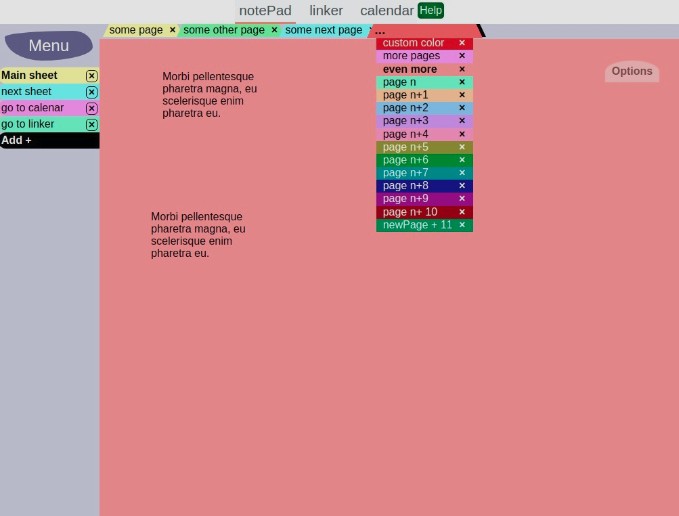 notePad linker calendar Help
some page × some other page × some next page ...
Menu
Main sheet ×
next sheet ×
go to calenar ×
go to linker ×
Add +
custom color ×
more pages ×
even more ×
page n ×
page n+1 ×
page n+2 ×
page n+3 ×
page n+4 ×
page n+5 ×
page n+6 ×
page n+7 ×
page n+8 ×
page n+9 ×
page n+ 10 ×
newPage + 11 ×
Options
Morbi pellentesque
pharetra magna, eu
scelerisque enim
pharetra eu.
Morbi pellentesque
pharetra magna, eu
scelerisque enim
pharetra eu.